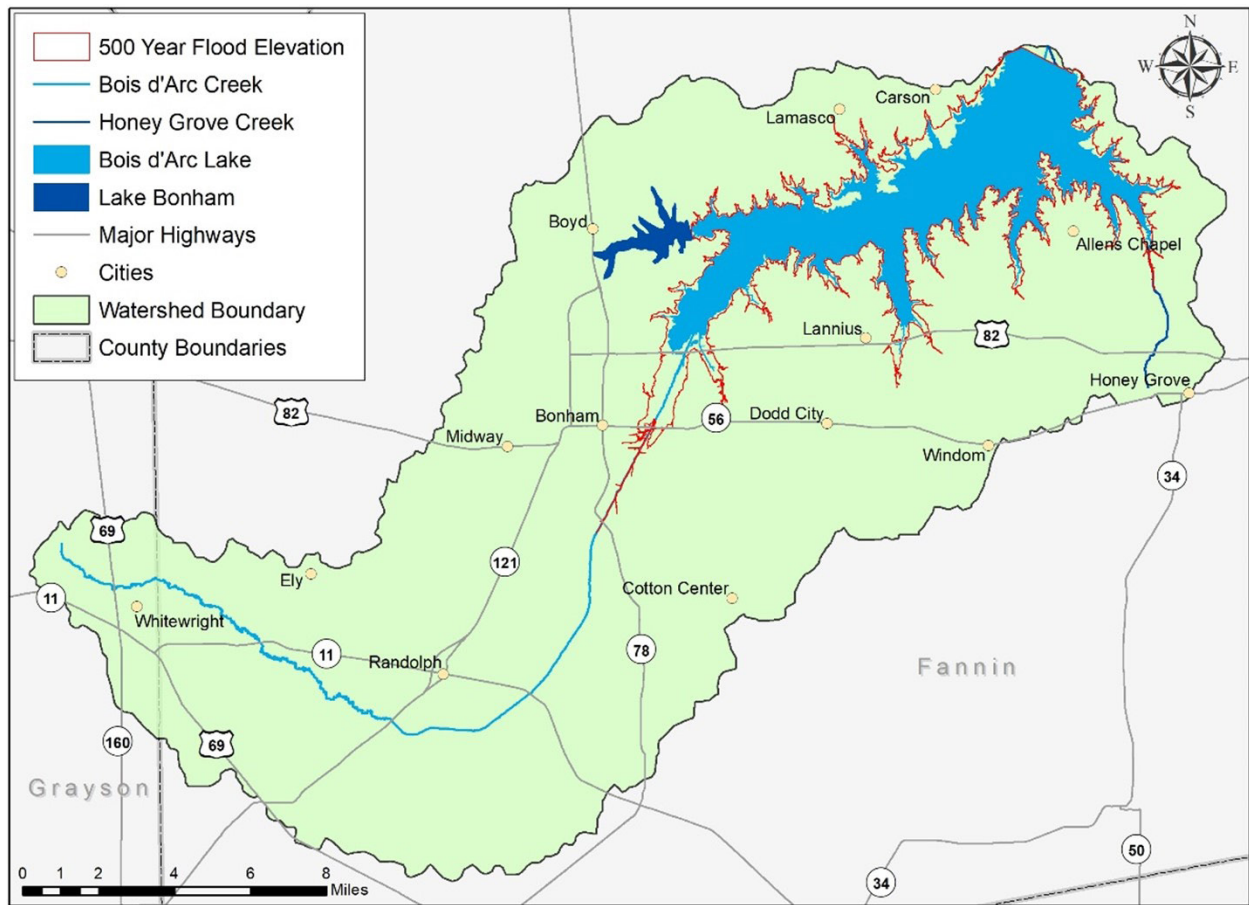 500 Year Flood Elevation
Bois d'Arc Creek
Honey Grove Creek
Bois d'Arc Lake
Lake Bonham
Major Highways
Cities
Watershed Boundary
County Boundaries
N
W E
S
Carson
Lamasco
Boyd
Allens Chapel
Lannius
82
Honey Grove
82
Bonham
56
Dodd City
Midway
Windom
34
69
121
Ely
Cotton Center
11
Whitewright
11
Randolph
78
Fannin
160
69
Grayson
50
34
0 1 2 4 6 8
Miles